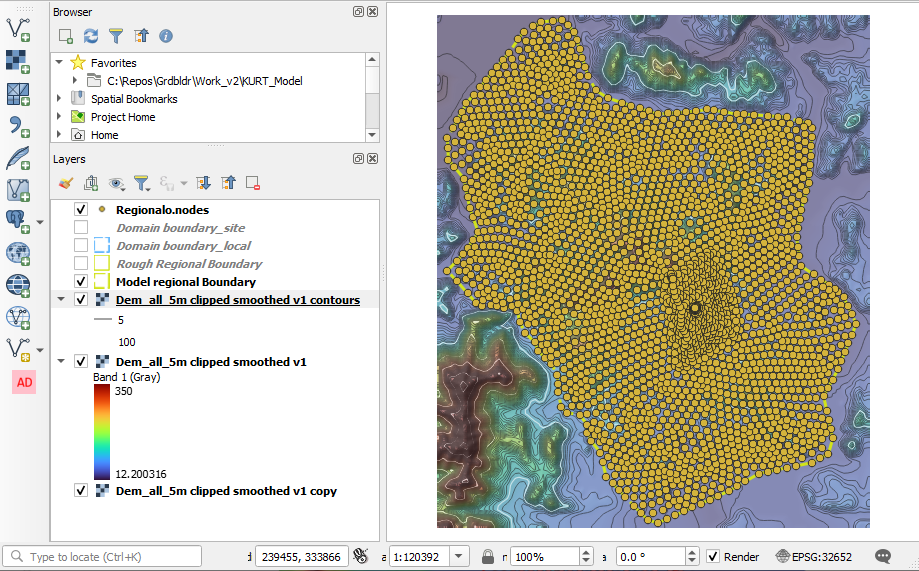 Browser
Favorites
C:\Repos\Grdbldr\Work_v2\KURT_Model
Spatial Bookmarks
Project Home
Home
Layers
Regionalo.nodes
Domain boundary_site
Domain boundary_local
Rough Regional Boundary
Model regional Boundary
Dem_all_5m clipped smoothed v1 contours
5
100
Dem_all_5m clipped smoothed v1
Band 1 (Gray)
350
12.200316
Dem_all_5m clipped smoothed v1 copy
AD
Type to locate (Ctrl+K)
239455, 333866
1:120392
100%
0.0 °
Render
EPSG:32652